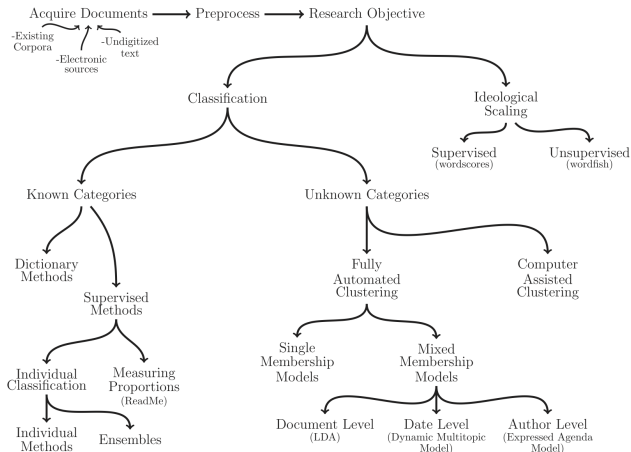 Acquire Documents
Preprocess
Research Objective
-Existing
Corpora
-Electronic
sources
-Undigitized
text
Classification
Ideological
Scaling
Supervised
(wordscores)
Unsupervised
(wordfish)
Known Categories
Unknown Categories
Dictionary
Methods
Supervised
Methods
Fully
Automated
Clustering
Computer
Assisted
Clustering
Individual
Classification
Measuring
Proportions
(ReadMe)
Single
Membership
Models
Mixed
Membership
Models
Individual
Methods
Ensembles
Document Level
(LDA)
Date Level
(Dynamic Multitopic
Model)
Author Level
(Expressed Agenda
Model)